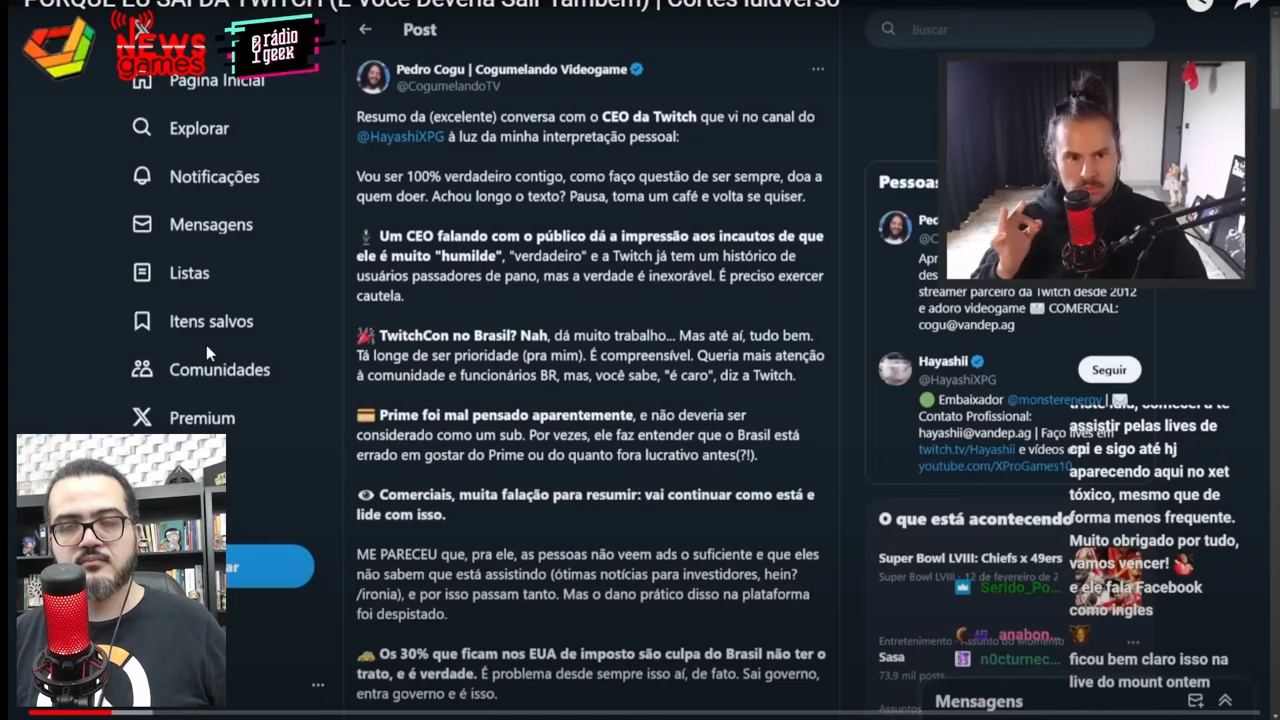 PORQUE EU SAÍ DA TWITCH (E Você Deveria Sair Também) | Cortes luidverso
NEWS
games
rádio
geek
Página Inicial
Explorar
Notificações
Mensagens
Listas
Itens salvos
Comunidades
Premium
ar
Post
Pedro Cogu | Cogumelando Videogame
@CogumelandoTV
Resumo da (excelente) conversa com o CEO da Twitch que vi no canal do
@HayashiXPG à luz da minha interpretação pessoal:
Vou ser 100% verdadeiro contigo, como faço questão de ser sempre, doa a
quem doer. Achou longo o texto? Pausa, toma um café e volta se quiser.
Um CEO falando com o público dá a impressão aos incautos de que
ele é muito "humilde", "verdadeiro" e a Twitch já tem um histórico de
usuários passadores de pano, mas a verdade é inexorável. É preciso exercer
cautela.
TwitchCon no Brasil? Nah, dá muito trabalho... Mas até aí, tudo bem.
Tá longe de ser prioridade (pra mim). É compreensível. Queria mais atenção
à comunidade e funcionários BR, mas, você sabe, "é caro", diz a Twitch.
Prime foi mal pensado aparentemente, e não deveria ser
considerado como um sub. Por vezes, ele faz entender que o Brasil está
errado em gostar do Prime ou do quanto fora lucrativo antes(?!).
Comerciais, muita falação para resumir: vai continuar como está e
lide com isso.
ME PARECEU que, pra ele, as pessoas não veem ads o suficiente e que eles
não sabem que está assistindo (ótimas notícias para investidores, hein?
/ironia), e por isso passam tanto. Mas o dano prático disso na plataforma
foi despistado.
Os 30% que ficam nos EUA de imposto são culpa do Brasil não ter o
trato, e é verdade. É problema desde sempre isso aí, de fato. Sai governo,
entra governo e é isso.
Buscar
Pessoas
Ped
@C
Apr
des
streamer parceiro da Twitch desde 2012
e adoro videogame COMERCIAL:
cogu@vandep.ag
Hayashii
@HayashiXPG
Seguir
Embaixador @monsterenergy |
Contato Profissional:
hayashii@vandep.ag | Faço lives em
twitch.tv/Hayashii e vídeos e
youtube.com/XProGames10
O que está acontecendo
Super Bowl LVIII: Chiefs x 49ers
Super Bowl LVIII · 12 de fevereiro de 2
Entretenimento · Assunto do Momento
Sasa
73,9 mil posts
Assuntos
Mensagens
assistir pelas lives de
cpi e sigo até hj
aparecendo aqui no xet
tóxico, mesmo que de
forma menos frequente.
Muito obrigado por tudo,
vamos vencer!
Serido_Po...
e ele fala Facebook
como ingles
anabon...
n0cturnec...
ficou bem claro isso na
live do mount ontem